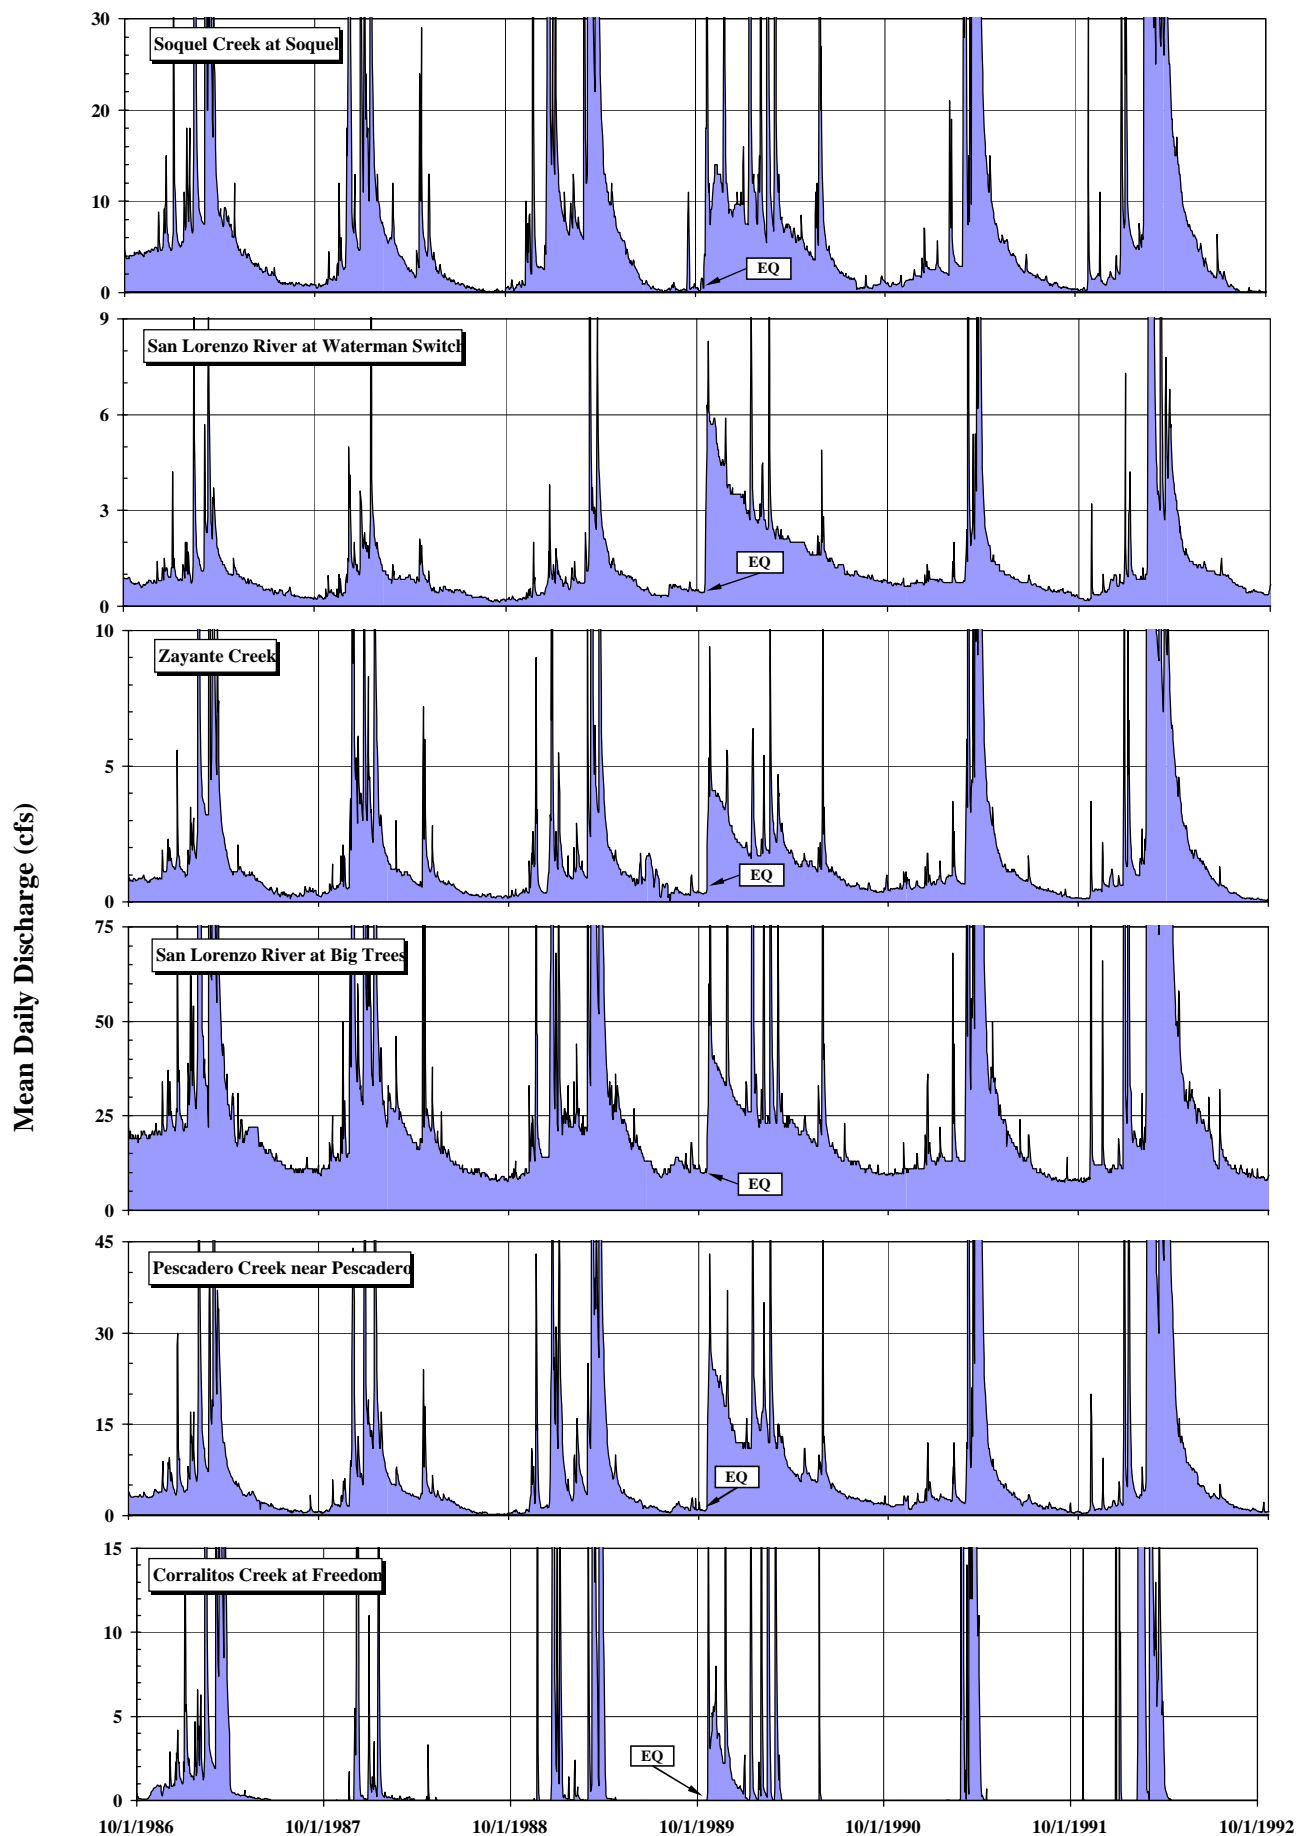 Mean Daily Discharge (cfs)
30
Soquel Creek at Soquel
20
10
EQ
0
9
San Lorenzo River at Waterman Switch
6
3
EQ
0
10
Zayante Creek
5
EQ
0
75
San Lorenzo River at Big Trees
50
25
EQ
0
45
Pescadero Creek near Pescadero
30
15
EQ
0
15
Corralitos Creek at Freedom
10
5
EQ
0
10/1/1986 10/1/1987 10/1/1988 10/1/1989 10/1/1990 10/1/1991 10/1/1992